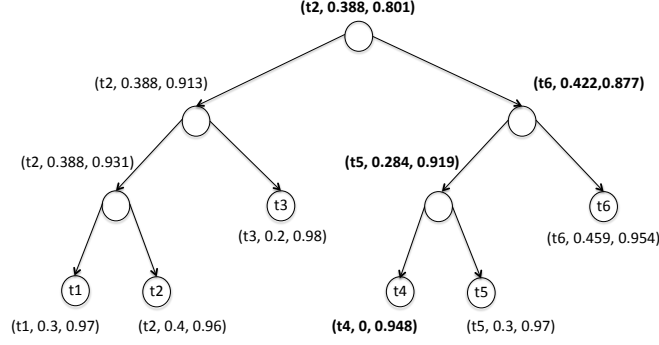 (t2, 0.388, 0.801)
(t2, 0.388, 0.913)
(t6, 0.422,0.877)
(t2, 0.388, 0.931)
(t5, 0.284, 0.919)
t3
t6
(t3, 0.2, 0.98)
(t6, 0.459, 0.954)
t1
t2
t4
t5
(t1, 0.3, 0.97)
(t2, 0.4, 0.96)
(t4, 0, 0.948)
(t5, 0.3, 0.97)